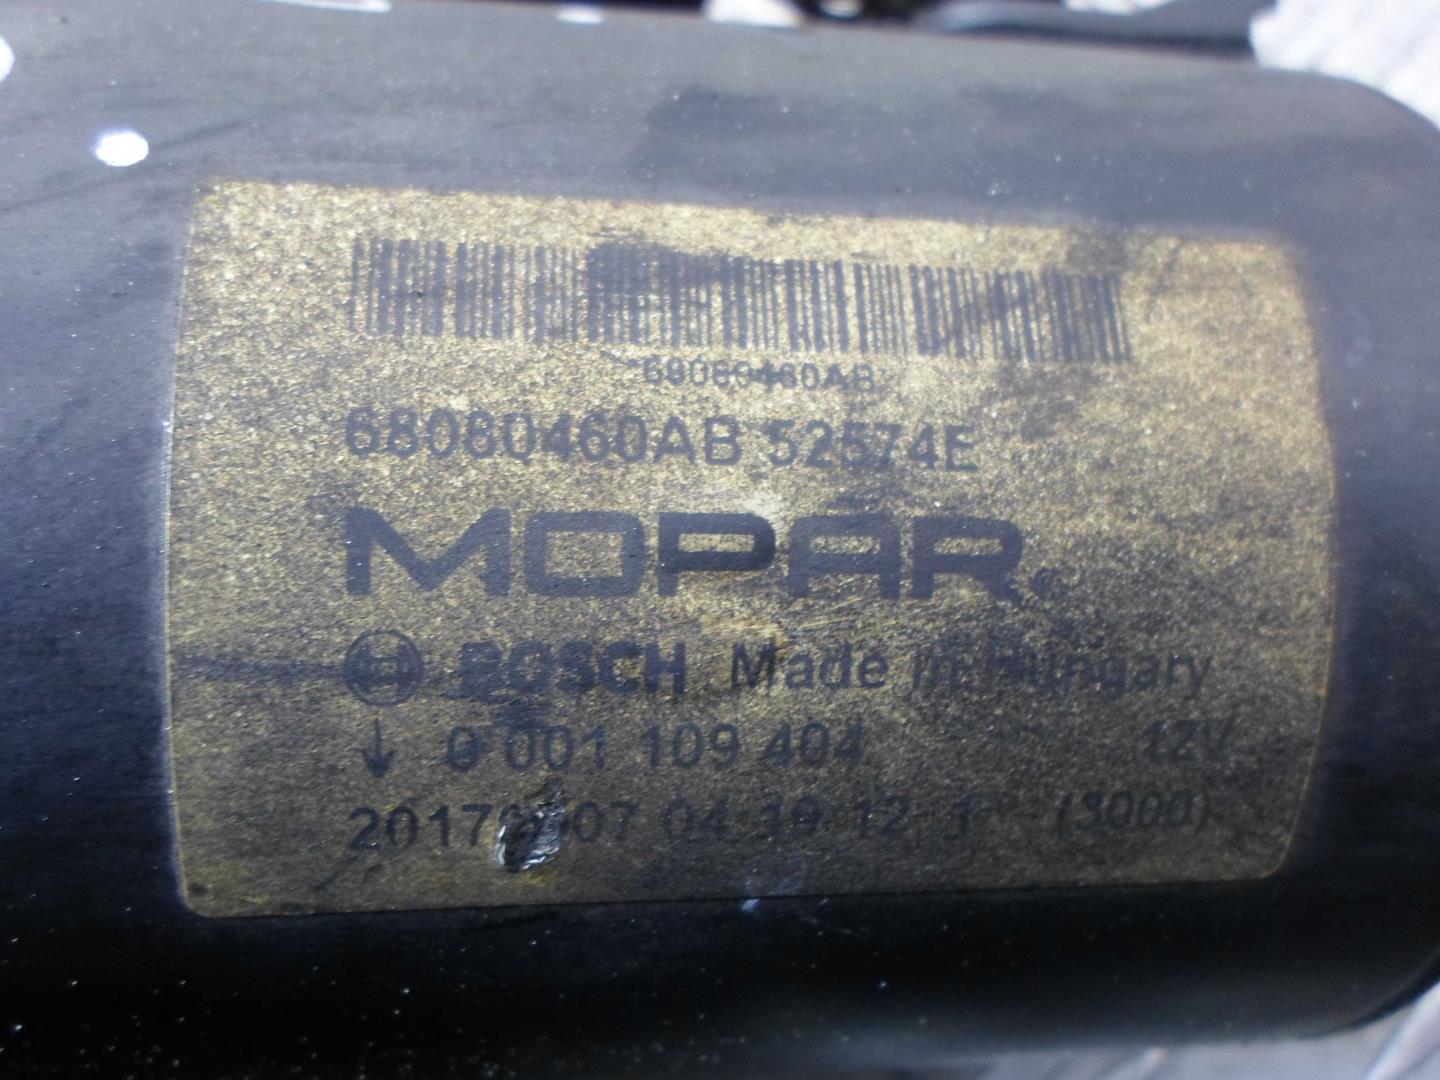 68080460AB
68080460AB 52574E
MOPAR
BOSCH Made in Hungary
↓ 0 001 109 404 12V
04 39 12 1 (3000)